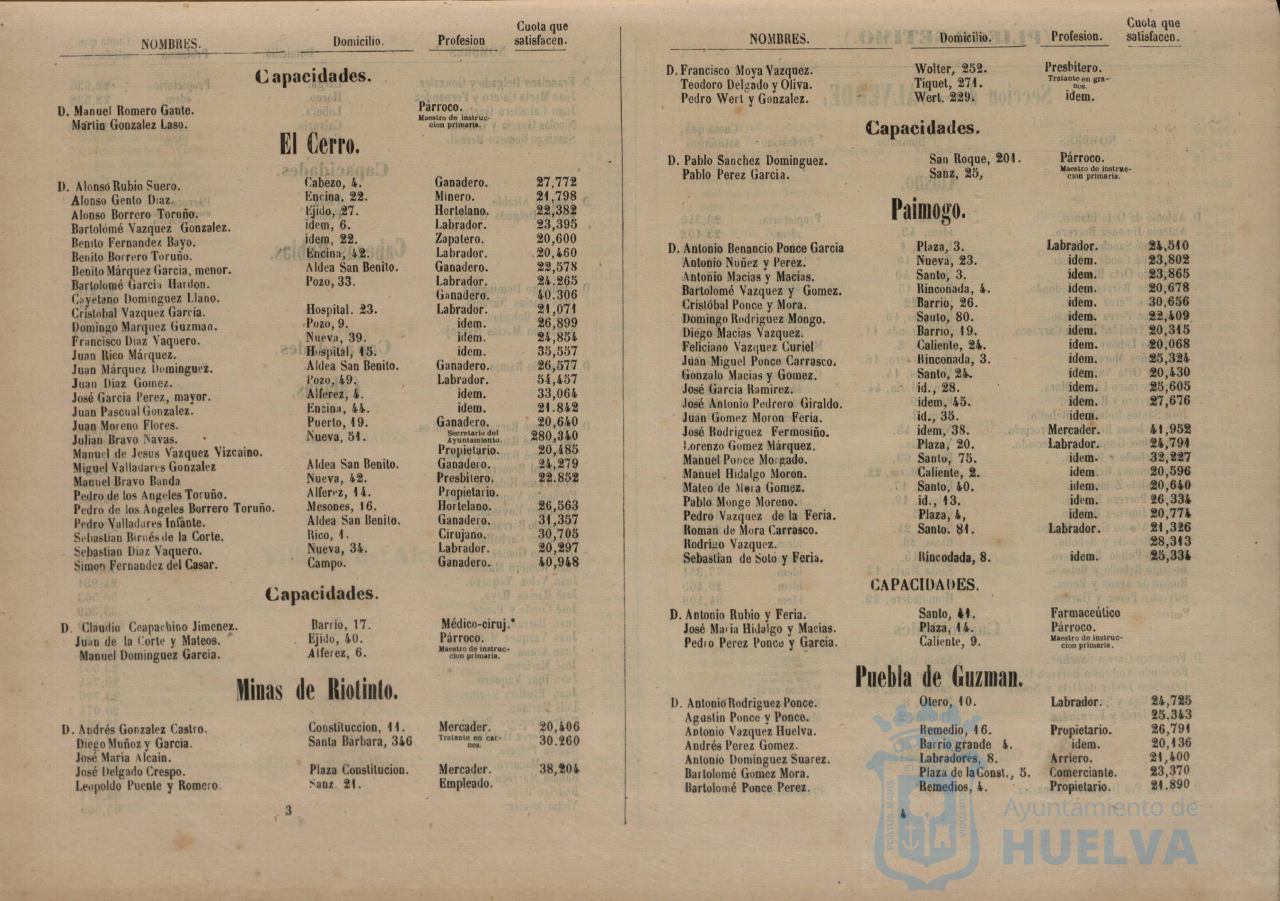 NOMBRES. Domicilio. Profesion Cuota que
satisfacen.
Capacidades.
D. Manuel Romero Gante. Párroco.
Martin Gonzalez Laso. Maestro de instruc-
cion primaria.
El Cerro.
D. Alonso Rubio Suero. Cabezo, 4. Ganadero. 27,772
Alonso Gento Diaz. Encina, 22. Minero. 21,798
Alonso Borrero Toruño. Ejido, 27. Hortelano. 22,382
Bartolomé Vazquez Gonzalez. idem, 6. Labrador. 23,395
Benito Fernandez Bayo. idem, 22. Zapatero. 20,600
Benito Borrero Toruño. Encina, 42. Labrador. 20,460
Benito Márquez Garcia, menor. Aldea San Benito. Ganadero. 22,578
Bartolomé Garcia Hardon. Pozo, 33. Labrador. 24.265
Cayetano Dominguez Llano. Ganadero. 40.306
Cristobal Vazquez Garcia. Hospital. 23. Labrador. 21,071
Domingo Marquez Guzman. Pozo, 9. idem. 26,899
Francisco Diaz Vaquero. Nueva, 39. idem. 24,854
Juan Rico Márquez. Hospital, 15. idem. 35,557
Juan Márquez Dominguez. Aldea San Benito. Ganadero. 26,577
Juan Diaz Gomez. Pozo, 49. Labrador. 54,457
José Garcia Perez, mayor. Alferez, 4. idem. 33,064
Juan Pascual Gonzalez. Encina, 44. idem. 21.842
Juan Moreno Flores. Puerto, 19. Ganadero. 20,640
Julian Bravo Navas. Nueva, 51. Secretario del
Ayuntamiento. 280,340
Manuel de Jesus Vazquez Vizcaino. Propietario. 20,485
Miguel Valladares Gonzalez Aldea San Benito. Ganadero. 24,279
Manuel Bravo Banda Nueva, 42. Presbítero. 22.852
Pedro de los Angeles Toruño. Alferez, 14. Propietario.
Pedro de los Angeles Borrero Toruño. Mesones, 16. Hortelano. 26,563
Pedro Valladares Infante. Aldea San Benito. Ganadero. 31,357
Sebastian Birués de la Corte. Rico, 1. Cirujano. 30,705
Sebastian Diaz Vaquero. Nueva, 34. Labrador. 20,297
Simon Fernandez del Casar. Campo. Ganadero. 40,948
Capacidades.
D. Claudio Ceapachino Jimenez. Barrio, 17. Médico-ciruj.º
Juan de la Corte y Mateos. Ejido, 40. Párroco.
Manuel Dominguez Garcia. Alferez, 6. Maestro de instruc-
cion primaria.
Minas de Riotinto.
D. Andrés Gonzalez Castro. Constituccion, 11. Mercader. 20,406
Diego Muñoz y Garcia. Santa Bárbara, 346 Tratante en car-
nes. 30.260
José Maria Alcain.
José Delgado Crespo. Plaza Constitucion. Mercader. 38,204
Leopoldo Puente y Romero. Sanz. 21. Empleado.
3
NOMBRES. Domicilio. Profesion. Cuota que
satisfacen.
D. Francisco Moya Vazquez. Wolter, 252. Presbítero.
Teodoro Delgado y Oliva. Tiquet, 271. Tratante en gra-
nos.
Pedro Wert y Gonzalez. Wert. 229. idem.
Capacidades.
D. Pablo Sanchez Dominguez. San Roque, 201. Párroco.
Pablo Perez Garcia. Sanz, 25, Maestro de instruc-
cion primaria.
Paimogo.
D. Antonio Benancio Ponce Garcia Plaza, 3. Labrador. 24,510
Antonio Nuñez y Perez. Nueva, 23. idem. 23,802
Antonio Macias y Macias. Santo, 3. idem. 23,865
Bartolomé Vazquez y Gomez. Rinconada, 4. idem. 20,678
Cristóbal Ponce y Mora. Barrio, 26. idem. 30,656
Domingo Rodriguez Mongo. Santo, 80. idem. 22,409
Diego Macias Vazquez. Barrio, 19. idem. 20,315
Feliciano Vazquez Curiel Caliente, 24. idem. 20,068
Juan Miguel Ponce Carrasco. Rinconada, 3. idem. 25,324
Gonzalo Macias y Gomez. Santo, 24. idem. 20,430
José Garcia Ramirez. id., 28. idem. 25,605
José Antonio Pedrero Giraldo. idem, 45. idem. 27,676
Juan Gomez Moron Feria. id., 35. idem.
José Rodriguez Fermosiño. idem, 38. Mercader. 41,952
Lorenzo Gomez Márquez. Plaza, 20. Labrador. 24,791
Manuel Ponce Morgado. Santo, 75. idem. 32,227
Manuel Hidalgo Moron. Caliente, 2. idem. 20,596
Mateo de Mora Gomez. Santo, 40. idem. 20,640
Pablo Monge Moreno. id., 13. idem. 26,334
Pedro Vazquez de la Feria. Plaza, 4, idem. 20,774
Roman de Mora Carrasco. Santo. 81. Labrador. 21,326
Rodrigo Vazquez. 28,313
Sebastian de Soto y Feria. Rincodada, 8. idem. 25,334
CAPACIDADES.
D. Antonio Rubio y Feria. Santo, 41. Farmaceútico
José Maria Hidalgo y Macias. Plaza, 14. Párroco.
Pedro Perez Ponce y Garcia. Caliente, 9. Maestro de instruc-
cion primaria.
Puebla de Guzman.
D. Antonio Rodriguez Ponce. Otero, 10. Labrador. 24,725
Agustin Ponce y Ponce. 25.343
Antonio Vazquez Huelva. Remedio, 16. Propietario. 26,791
Andrés Perez Gomez. Barrio grande 4. idem. 20,136
Antonio Dominguez Suarez. Labradores, 8. Arriero. 21,400
Bartolomé Gomez Mora. Plaza de la Const., 5. Comerciante. 23,370
Bartolomé Ponce Perez. Remedios, 4. Propietario. 21.890
4
Ayuntamiento de
HUELVA